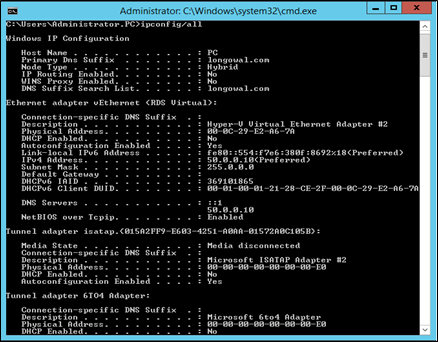 Administrator: C:\Windows\system32\cmd.exe
C:\Users\Administrator.PC>ipconfig/all
Windows IP Configuration
Host Name . . . . . . . . . . . . : PC
Primary Dns Suffix . . . . . . . : longowal.com
Node Type . . . . . . . . . . . . : Hybrid
IP Routing Enabled. . . . . . . . : No
WINS Proxy Enabled. . . . . . . . : No
DNS Suffix Search List. . . . . . : longowal.com
Ethernet adapter vEthernet (RDS Virtual):
Connection-specific DNS Suffix . :
Description . . . . . . . . . . . : Hyper-V Virtual Ethernet Adapter #2
Physical Address. . . . . . . . . : 00-0C-29-E2-A6-7A
DHCP Enabled. . . . . . . . . . . : No
Autoconfiguration Enabled . . . . : Yes
Link-local IPv6 Address . . . . . : fe80::554:f7e6:380f:8692%18(Preferred)
IPv4 Address. . . . . . . . . . . : 50.0.0.10(Preferred)
Subnet Mask . . . . . . . . . . . : 255.0.0.0
Default Gateway . . . . . . . . . :
DHCPv6 IAID . . . . . . . . . . . : 369101865
DHCPv6 Client DUID. . . . . . . . : 00-01-00-01-21-28-CE-2F-00-0C-29-E2-A6-7A
DNS Servers . . . . . . . . . . . : ::1
50.0.0.10
NetBIOS over Tcpip. . . . . . . . : Enabled
Tunnel adapter isatap.{015A2FF9-E603-4251-A0AA-01572A0C105B}:
Media State . . . . . . . . . . . : Media disconnected
Connection-specific DNS Suffix . :
Description . . . . . . . . . . . : Microsoft ISATAP Adapter #2
Physical Address. . . . . . . . . : 00-00-00-00-00-00-00-E0
DHCP Enabled. . . . . . . . . . . : No
Autoconfiguration Enabled . . . . : Yes
Tunnel adapter 6TO4 Adapter:
Connection-specific DNS Suffix . :
Description . . . . . . . . . . . : Microsoft 6to4 Adapter
Physical Address. . . . . . . . . : 00-00-00-00-00-00-00-E0
DHCP Enabled. . . . . . . . . . . : No